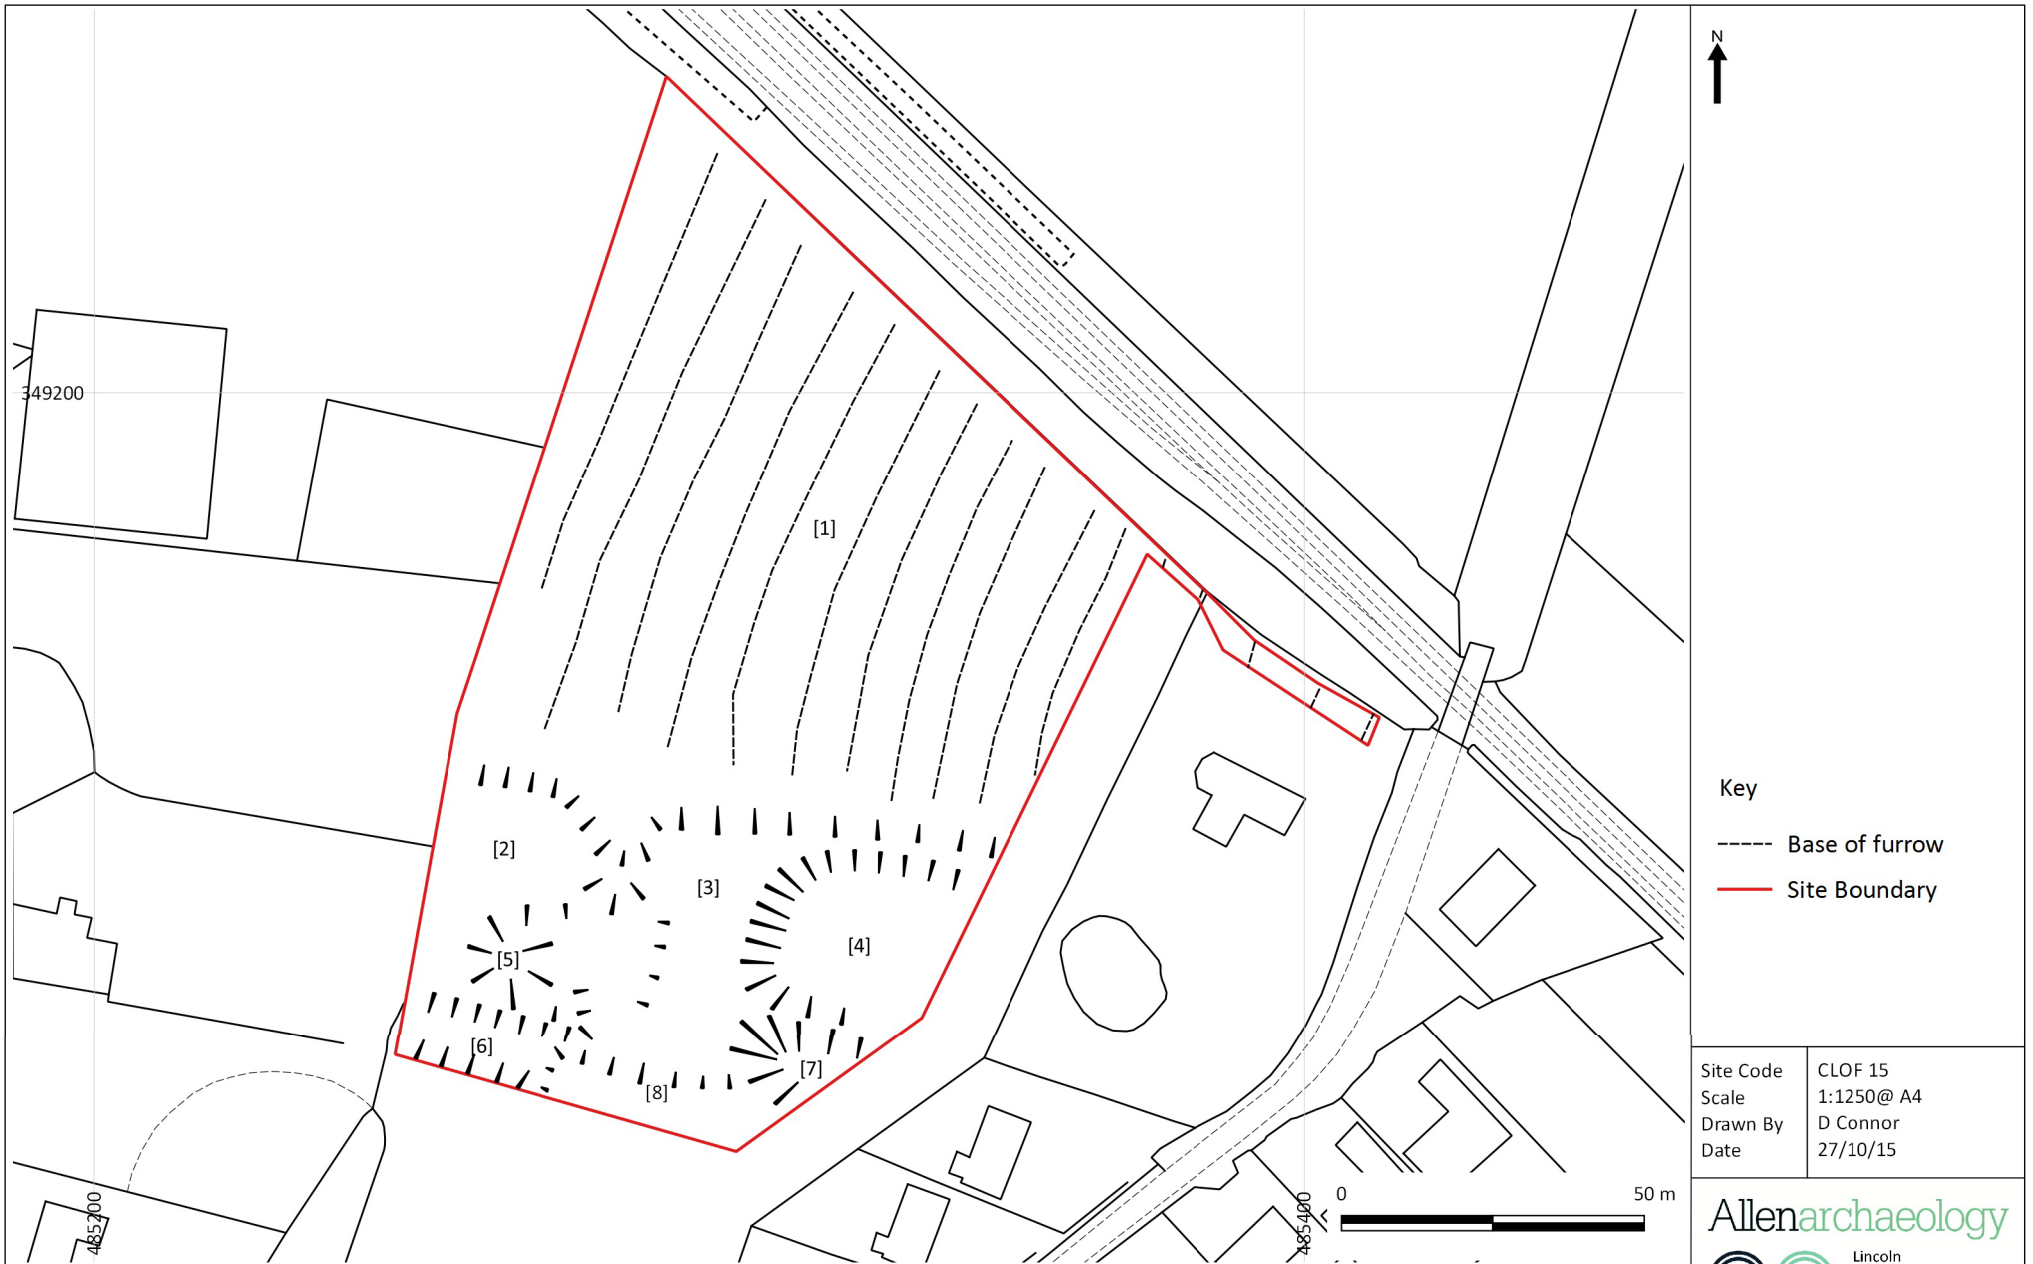 N
349200
[1]
[2]
[3]
[4]
[5]
[6]
[7]
[8]
485200
485400
0 50 m
Key
Base of furrow
Site Boundary
Site Code CLOF 15
Scale 1:1250@ A4
Drawn By D Connor
Date 27/10/15
Allenarchaeology
Lincoln